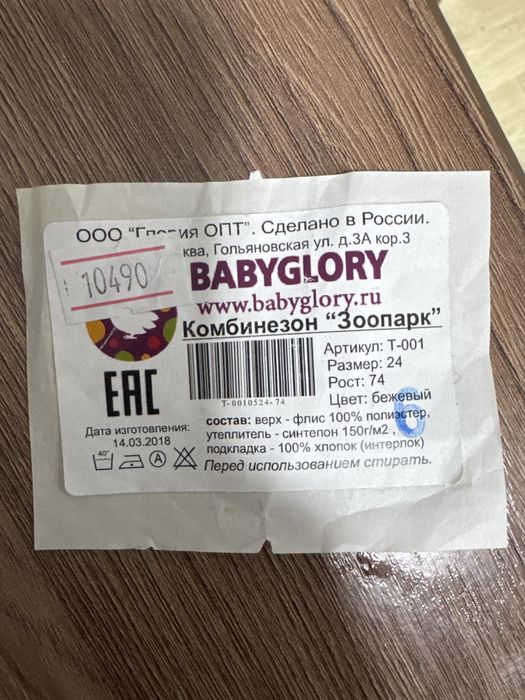 ООО "Глория ОПТ". Сделано в России.
ква, Гольяновская ул. д.3А кор.3
10490
BABYGLORY
www.babyglory.ru
Комбинезон "Зоопарк"
Артикул: Т-001
Размер: 24
Рост: 74
Цвет: бежевый
Т- 0010524- 74
6
EAC
Дата изготовления:
14.03.2018
состав: верх - флис 100% полиэстер,
утеплитель - синтепон 150г/м2 ,
подкладка - 100% хлопок (интерлок)
40°
А
Перед использованием стирать.